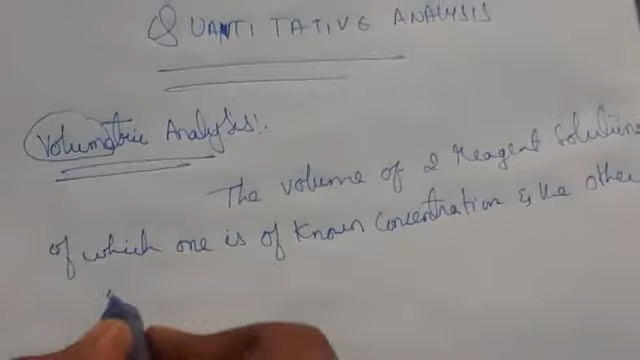 QUANTITATIVE ANALYSIS
Volumetric Analysis:.
The volume of 2 reagent solutions
of which one is of known concentration & the other